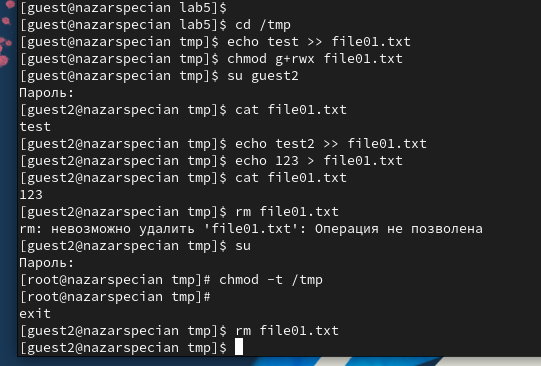 [guest@nazarspecian lab5]$
[guest@nazarspecian lab5]$ cd /tmp
[guest@nazarspecian tmp]$ echo test >> file01.txt
[guest@nazarspecian tmp]$ chmod g+rwx file01.txt
[guest@nazarspecian tmp]$ su guest2
Пароль:
[guest2@nazarspecian tmp]$ cat file01.txt
test
[guest2@nazarspecian tmp]$ echo test2 >> file01.txt
[guest2@nazarspecian tmp]$ echo 123 > file01.txt
[guest2@nazarspecian tmp]$ cat file01.txt
123
[guest2@nazarspecian tmp]$ rm file01.txt
rm: невозможно удалить 'file01.txt': Операция не позволена
[guest2@nazarspecian tmp]$ su
Пароль:
[root@nazarspecian tmp]# chmod -t /tmp
[root@nazarspecian tmp]#
exit
[guest2@nazarspecian tmp]$ rm file01.txt
[guest2@nazarspecian tmp]$